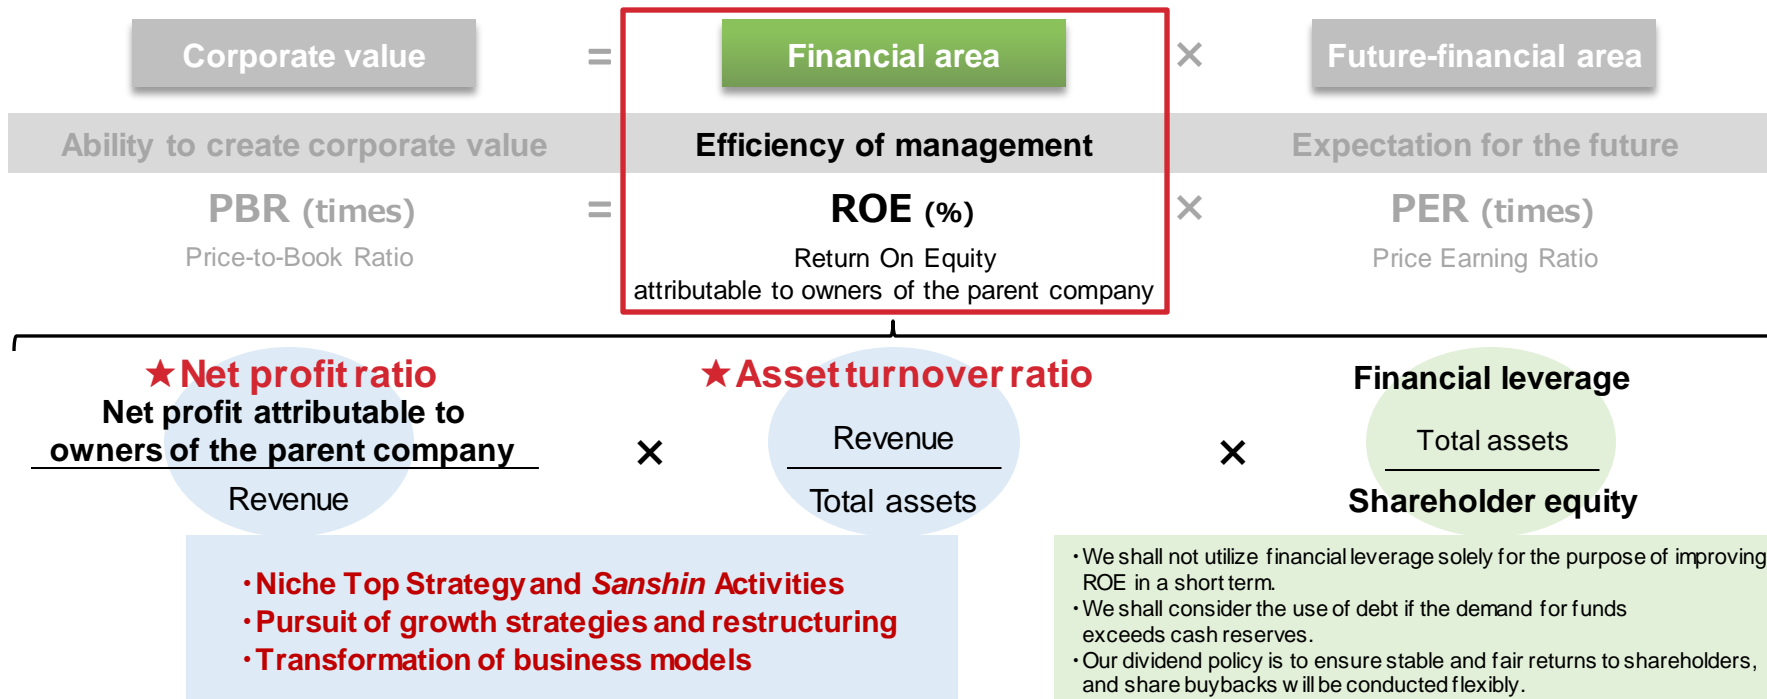 Corporate value = Financial area × Future-financial area
Ability to create corporate value Efficiency of management Expectation for the future
PBR (times) = ROE (%) × PER (times)
Price-to-Book Ratio Return On Equity Price Earning Ratio
attributable to owners of the parent company
★Net profit ratio ★Asset turnover ratio Financial leverage
Net profit attributable to
owners of the parent company
Revenue
× Revenue
Total assets
× Total assets
Shareholder equity
・Niche Top Strategy and Sanshin Activities
・Pursuit of growth strategies and restructuring
・Transformation of business models
・We shall not utilize financial leverage solely for the purpose of improving
ROE in a short term.
・We shall consider the use of debt if the demand for funds
exceeds cash reserves.
・Our dividend policy is to ensure stable and fair returns to shareholders,
and share buybacks will be conducted flexibly.